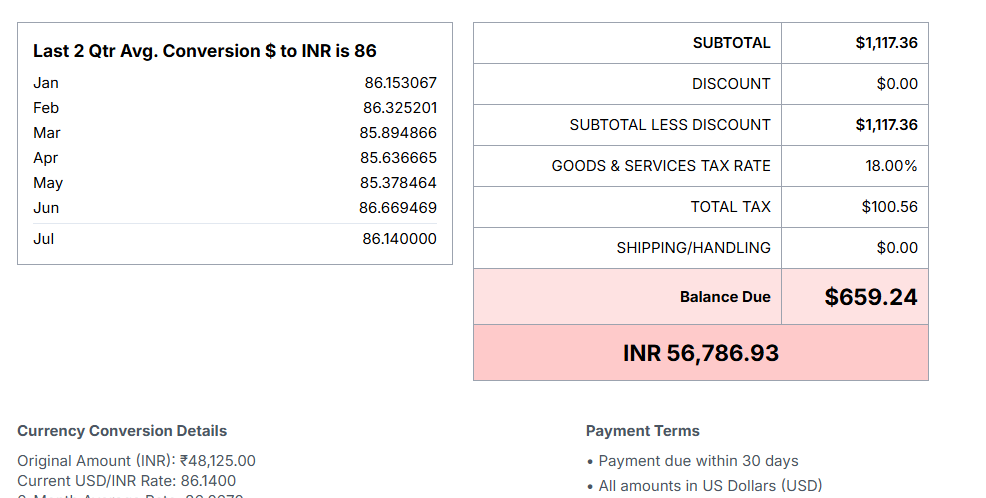 Last 2 Qtr Avg. Conversion $ to INR is 86
Jan 86.153067
Feb 86.325201
Mar 85.894866
Apr 85.636665
May 85.378464
Jun 86.669469
Jul 86.140000
SUBTOTAL $1,117.36
DISCOUNT $0.00
SUBTOTAL LESS DISCOUNT $1,117.36
GOODS & SERVICES TAX RATE 18.00%
TOTAL TAX $100.56
SHIPPING/HANDLING $0.00
Balance Due $659.24
INR 56,786.93
Currency Conversion Details
Original Amount (INR): ₹48,125.00
Current USD/INR Rate: 86.1400
Payment Terms
• Payment due within 30 days
• All amounts in US Dollars (USD)